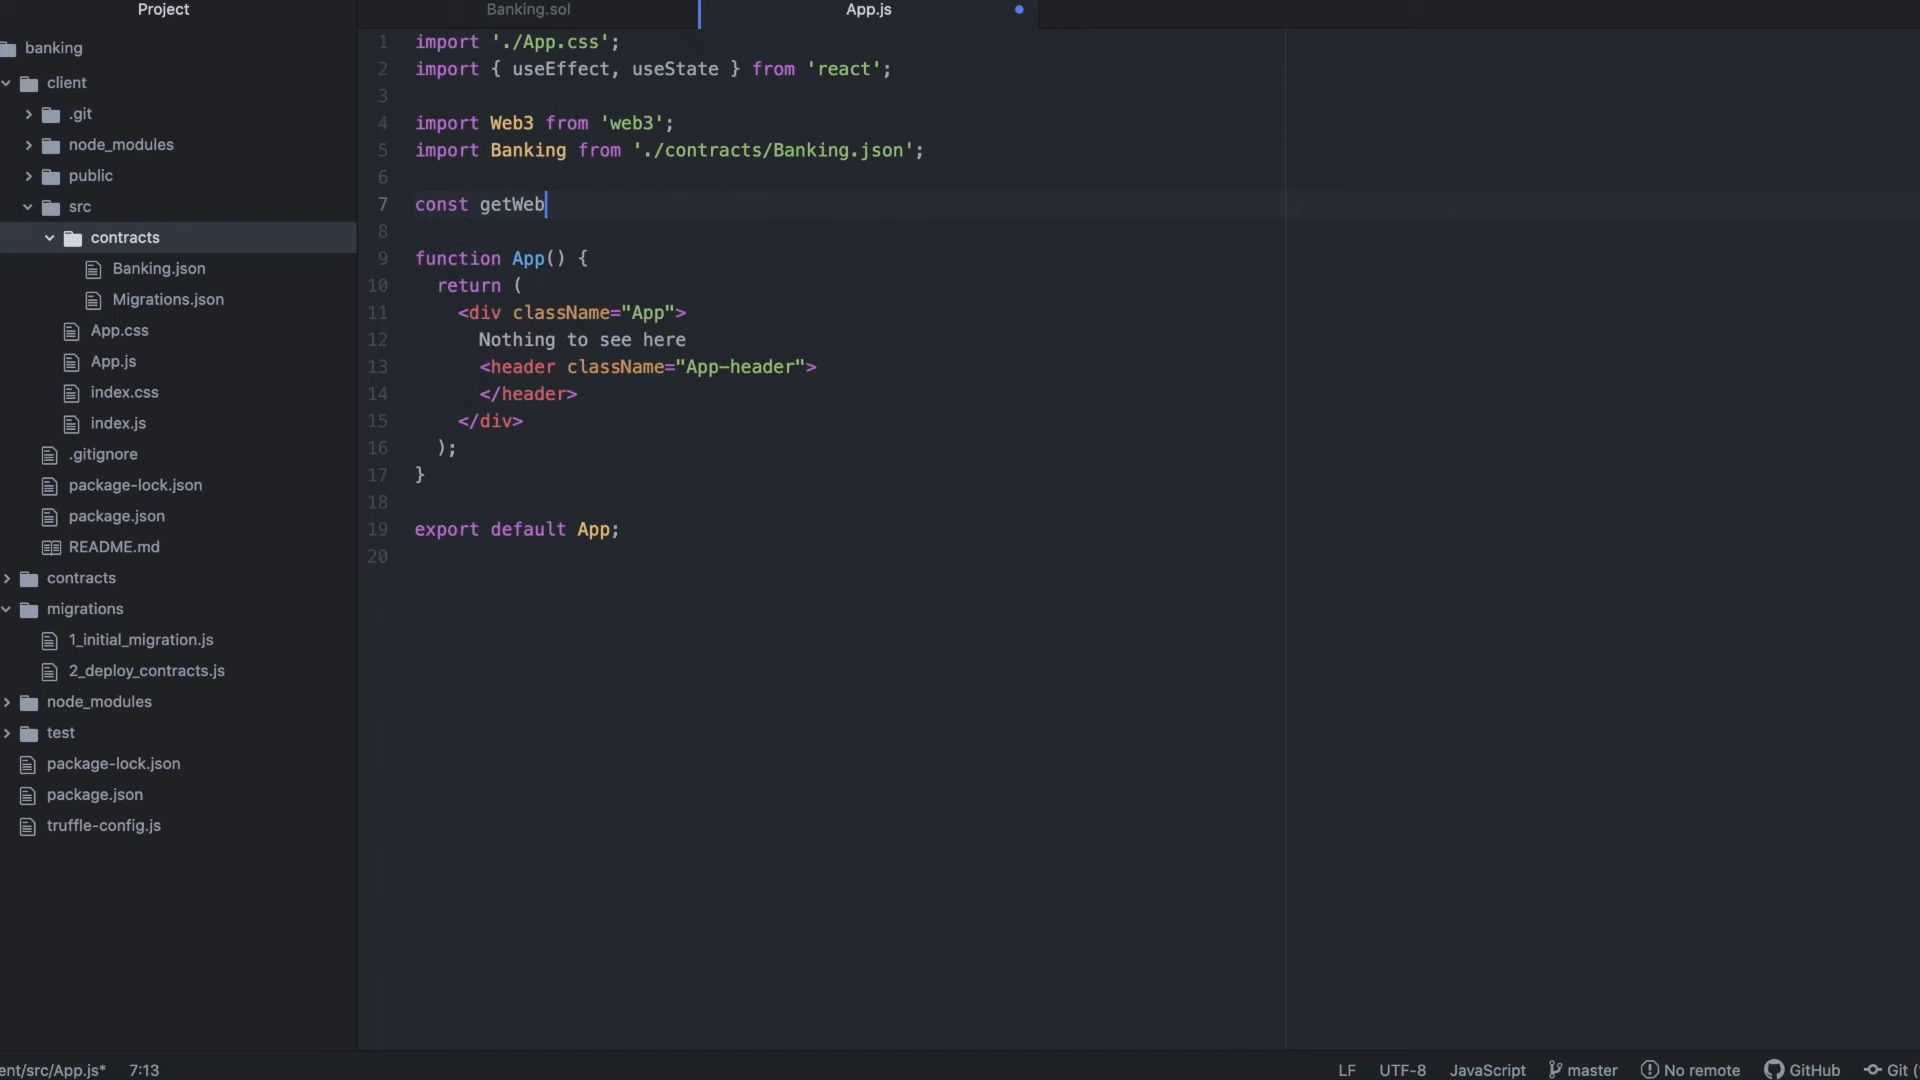 Project
Banking.sol
App.js
banking
client
.git
node_modules
public
src
contracts
Banking.json
Migrations.json
App.css
App.js
index.css
index.js
.gitignore
package-lock.json
package.json
README.md
contracts
migrations
1_initial_migration.js
2_deploy_contracts.js
node_modules
test
package-lock.json
package.json
truffle-config.js
1 import './App.css';
2 import { useEffect, useState } from 'react';
3
4 import Web3 from 'web3';
5 import Banking from './contracts/Banking.json';
6
7 const getWeb
8
9 function App() {
10 return (
11 <div className="App">
12 Nothing to see here
13 <header className="App-header">
14 </header>
15 </div>
16 );
17 }
18
19 export default App;
20
ent/src/App.js* 7:13
LF UTF-8 JavaScript master No remote GitHub Git (